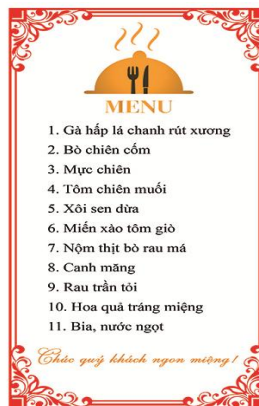 MENU
1. Gà hấp lá chanh rút xương
2. Bò chiên cốm
3. Mực chiên
4. Tôm chiên muối
5. Xôi sen dừa
6. Miến xào tôm giò
7. Nộm thịt bò rau má
8. Canh măng
9. Rau trần tỏi
10. Hoa quả tráng miệng
11. Bia, nước ngọt
Chúc quý khách ngon miệng!